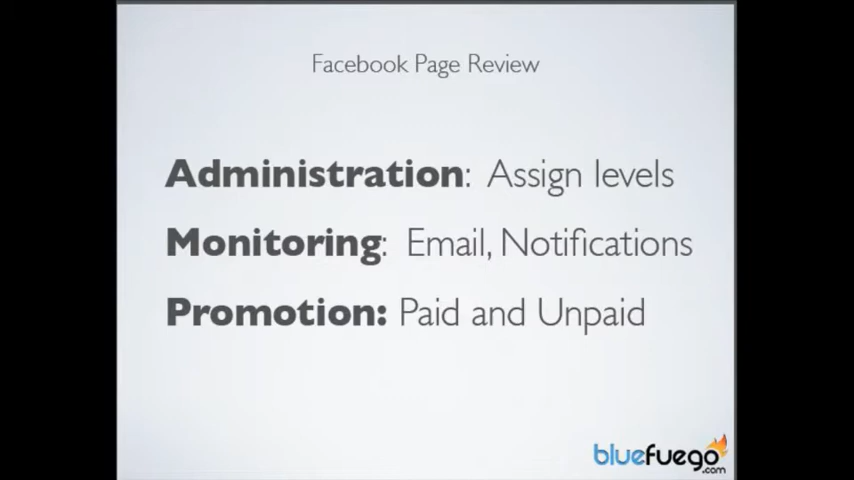 Facebook Page Review
Administration: Assign levels
Monitoring: Email, Notifications
Promotion: Paid and Unpaid
bluefuego
.com